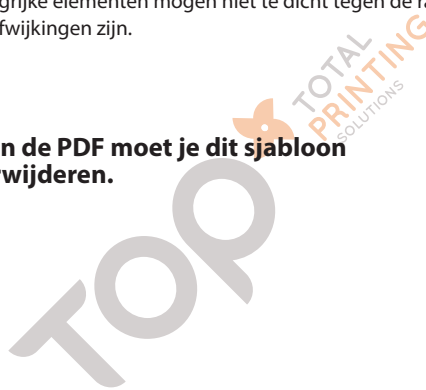 grijke elementen mogen niet te dicht tegen de ra
fwijkingen zijn.
n de PDF moet je dit sjabloon
wijderen.
TOP
TOTAL
PRINTING
SOLUTIONS